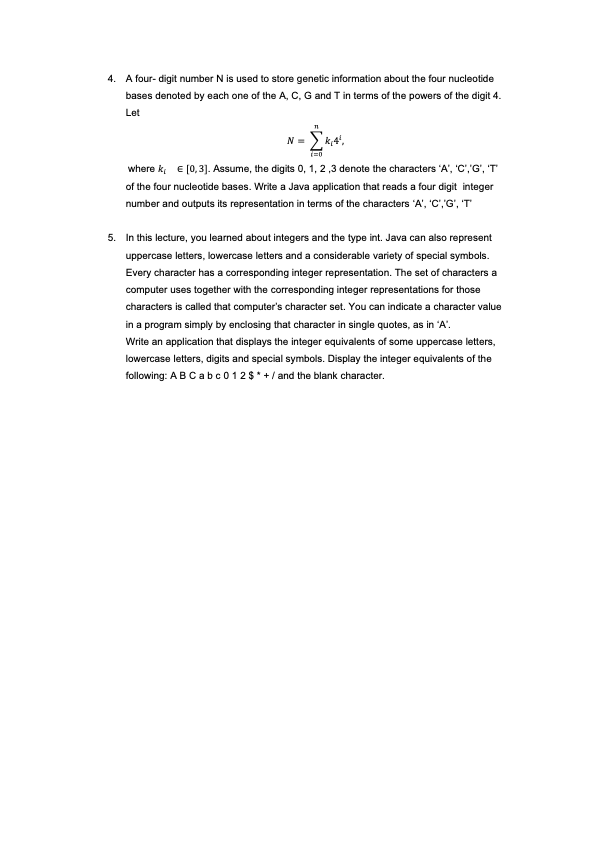 4. A four- digit number N is used to store genetic information about the four nucleotide
bases denoted by each one of the A, C, G and T in terms of the powers of the digit 4.
Let
n
N = ∑ kᵢ4ⁱ,
i=0
where kᵢ ∈ [0, 3]. Assume, the digits 0, 1, 2 ,3 denote the characters ‘A’, ‘C’,’G’, ‘T’
of the four nucleotide bases. Write a Java application that reads a four digit integer
number and outputs its representation in terms of the characters ‘A’, ‘C’,’G’, ‘T’
5. In this lecture, you learned about integers and the type int. Java can also represent
uppercase letters, lowercase letters and a considerable variety of special symbols.
Every character has a corresponding integer representation. The set of characters a
computer uses together with the corresponding integer representations for those
characters is called that computer’s character set. You can indicate a character value
in a program simply by enclosing that character in single quotes, as in ‘A’.
Write an application that displays the integer equivalents of some uppercase letters,
lowercase letters, digits and special symbols. Display the integer equivalents of the
following: A B C a b c 0 1 2 $ * + / and the blank character.